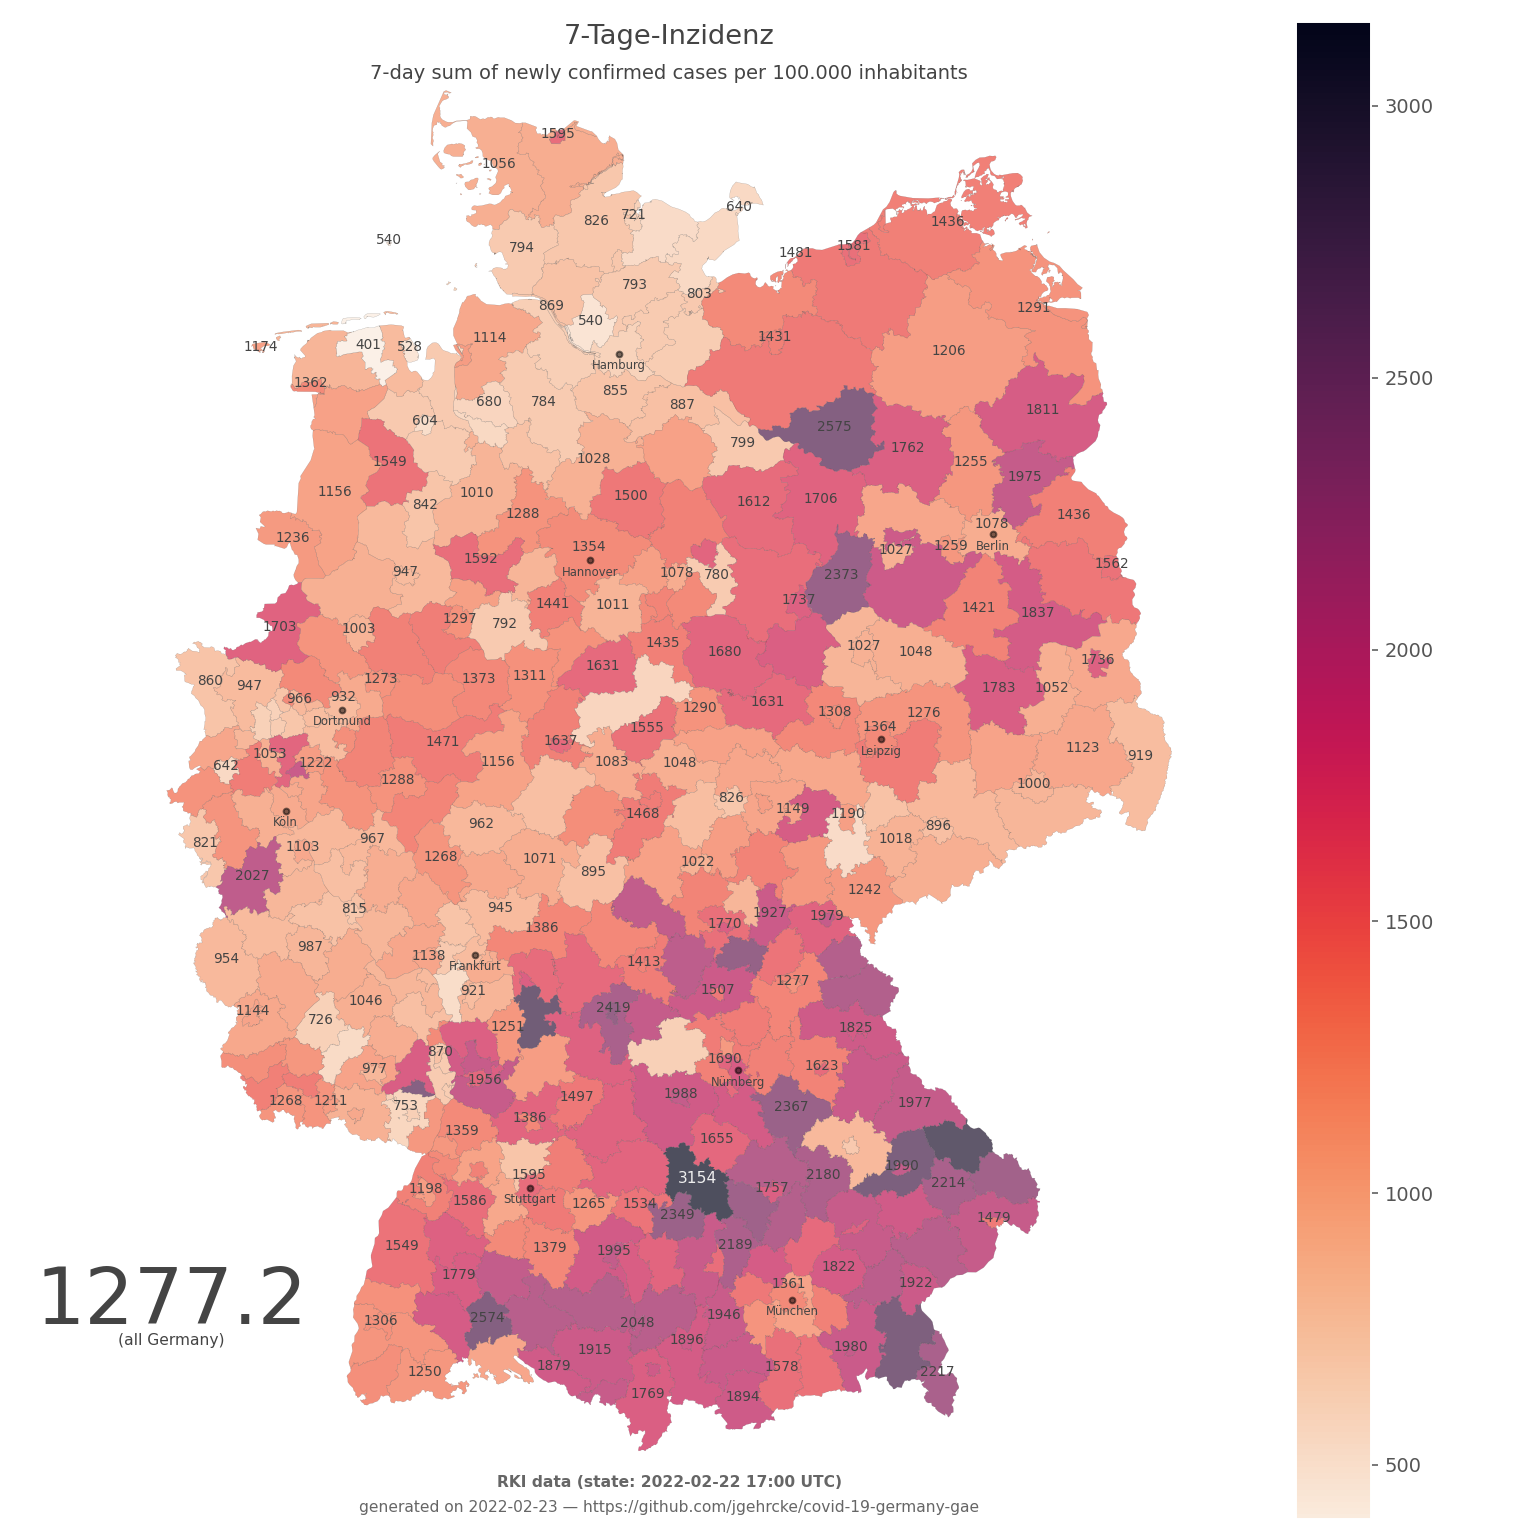 7-Tage-Inzidenz
7-day sum of newly confirmed cases per 100.000 inhabitants
3000
2500
2000
1500
1000
500
1595
1056
640
826 721
1436
540
794
1581
1481
793
803
869
1291
540
1114
1431
1174 401 528
1206
Hamburg
1362
855
680 784 887
1811
604
2575
799
1762
1549 1028 1255
1975
1156 1010 1500 1612 1706
842
1288 1436
1078
1236
Berlin
1354 1027 1259
1592
1562
Hannover
947 1078 780 2373
1737
1441 1011 1421
1837
1297 792
1703 1003
1435 1027
1680 1048
1631 1736
860 947 1273 1373 1311 1783 1052
966 932
1631
Dortmund
1290 1308 1276
1555 1364
1637 Leipzig
1471
1053 1123 919
642 1222 1156 1083 1048
1288 1000
826
1468 1149 1190
Köln
962 896
821 1103 967 1018
1268 1071 1022
2027 895
1242
815 945 1927 1979
1386 1770
987
954 1138 1413
Frankfurt
1277
921 1507
1046
1144 2419
726 1251 1825
870 1690
977 1623
1956 Nürnberg
1988
1268 1211 753 1497 2367 1977
1386
1359 1655
1595 1990
3154 2180
1198 1757 2214
Stuttgart
1586 1265 1534
2349 1479
1549 1379 1995 2189
1779 1822
1361 1922
1277.2
München
(all Germany)
1306 2574 2048 1946
1896
1915 1980
1250 1879 1578 2217
1769 1894
RKI data (state: 2022-02-22 17:00 UTC)
generated on 2022-02-23 — https://github.com/jgehrcke/covid-19-germany-gae